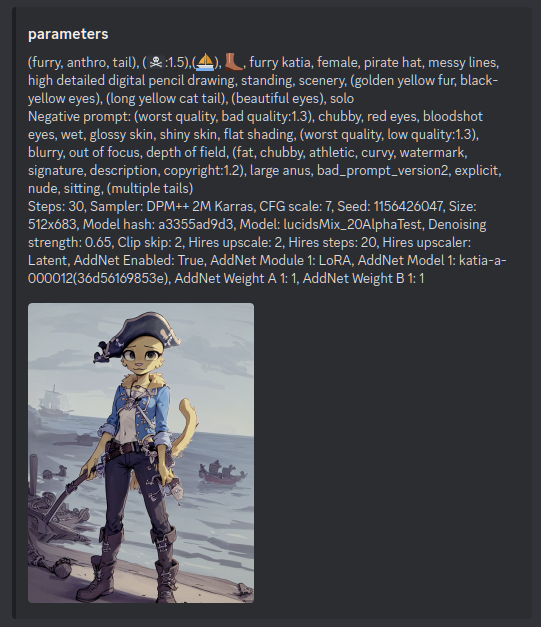 parameters
(furry, anthro, tail), (☠:1.5),(⛵), 👢, furry katia, female, pirate hat, messy lines,
high detailed digital pencil drawing, standing, scenery, (golden yellow fur, black-
yellow eyes), (long yellow cat tail), (beautiful eyes), solo
Negative prompt: (worst quality, bad quality:1.3), chubby, red eyes, bloodshot
eyes, wet, glossy skin, shiny skin, flat shading, (worst quality, low quality:1.3),
blurry, out of focus, depth of field, (fat, chubby, athletic, curvy, watermark,
signature, description, copyright:1.2), large anus, bad_prompt_version2, explicit,
nude, sitting, (multiple tails)
Steps: 30, Sampler: DPM++ 2M Karras, CFG scale: 7, Seed: 1156426047, Size:
512x683, Model hash: a3355ad9d3, Model: lucidsMix_20AlphaTest, Denoising
strength: 0.65, Clip skip: 2, Hires upscale: 2, Hires steps: 20, Hires upscaler:
Latent, AddNet Enabled: True, AddNet Module 1: LoRA, AddNet Model 1: katia-a-
000012(36d56169853e), AddNet Weight A 1: 1, AddNet Weight B 1: 1